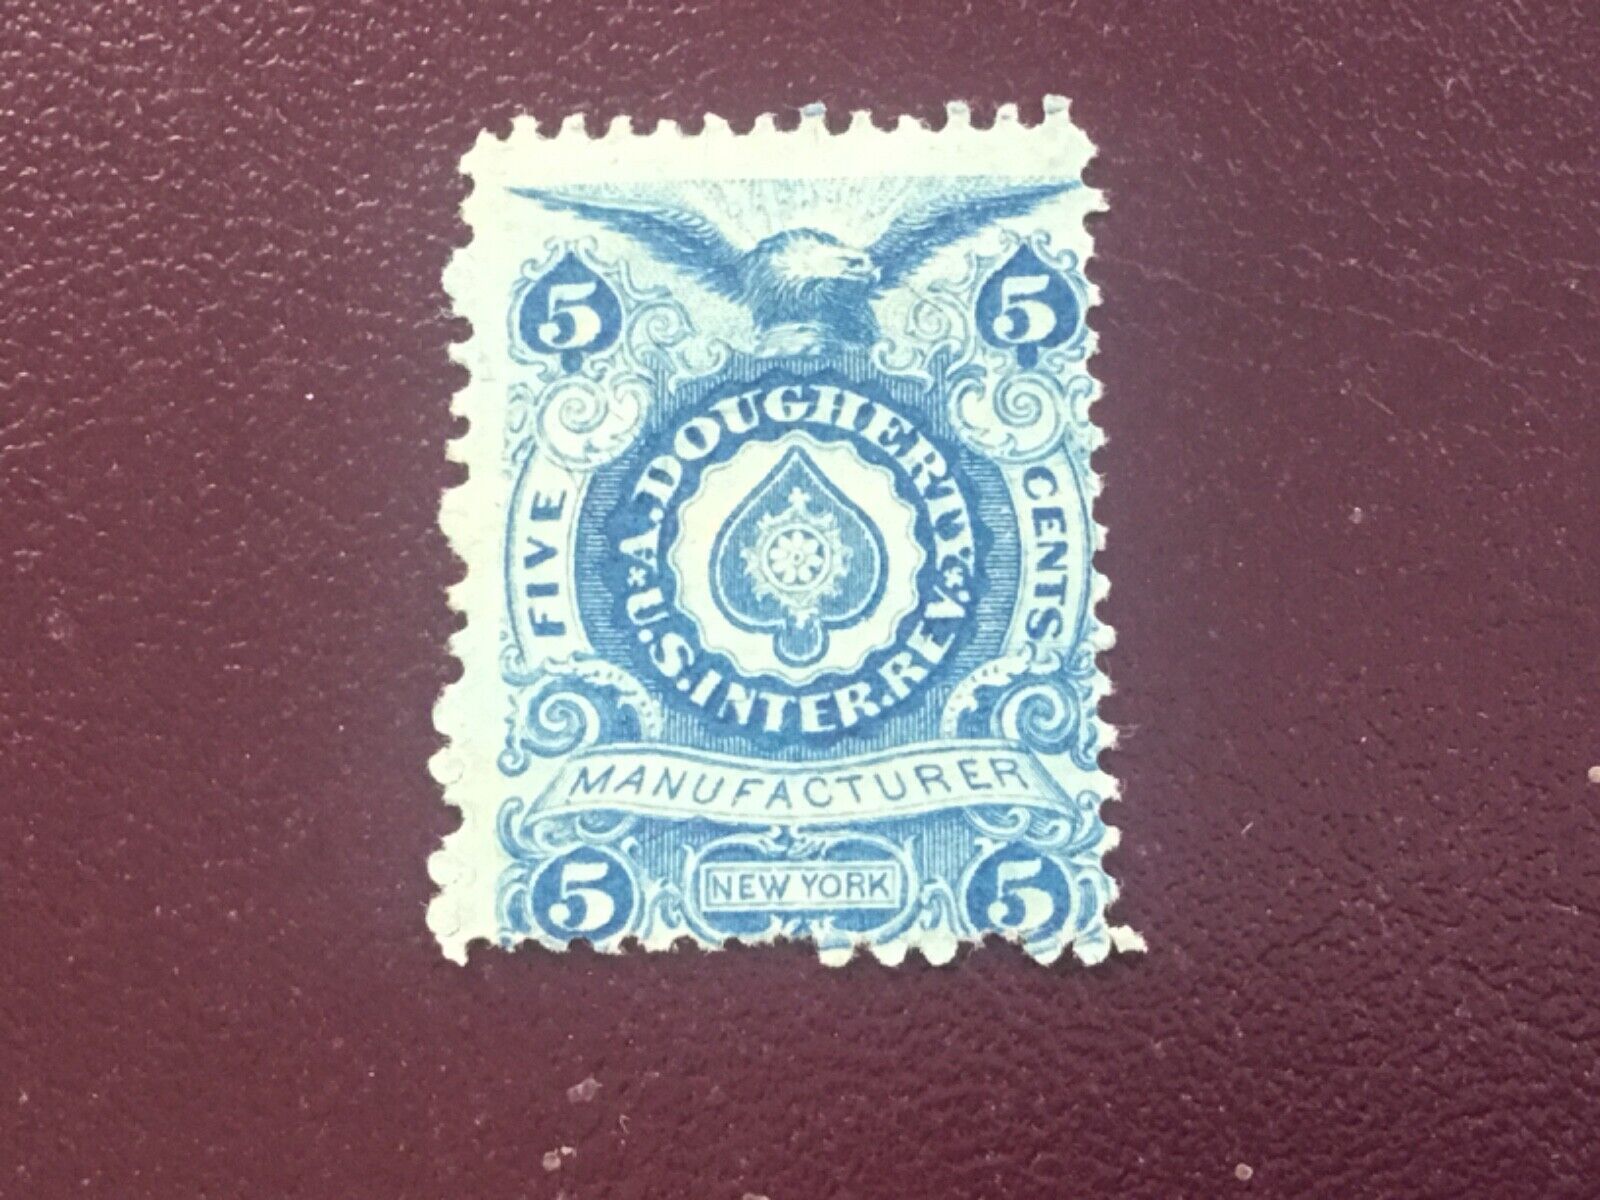 5 5
A. DOUGHERTY.
U.S. INTER. REV.
FIVE CENTS
MANUFACTURER
5 NEW YORK 5